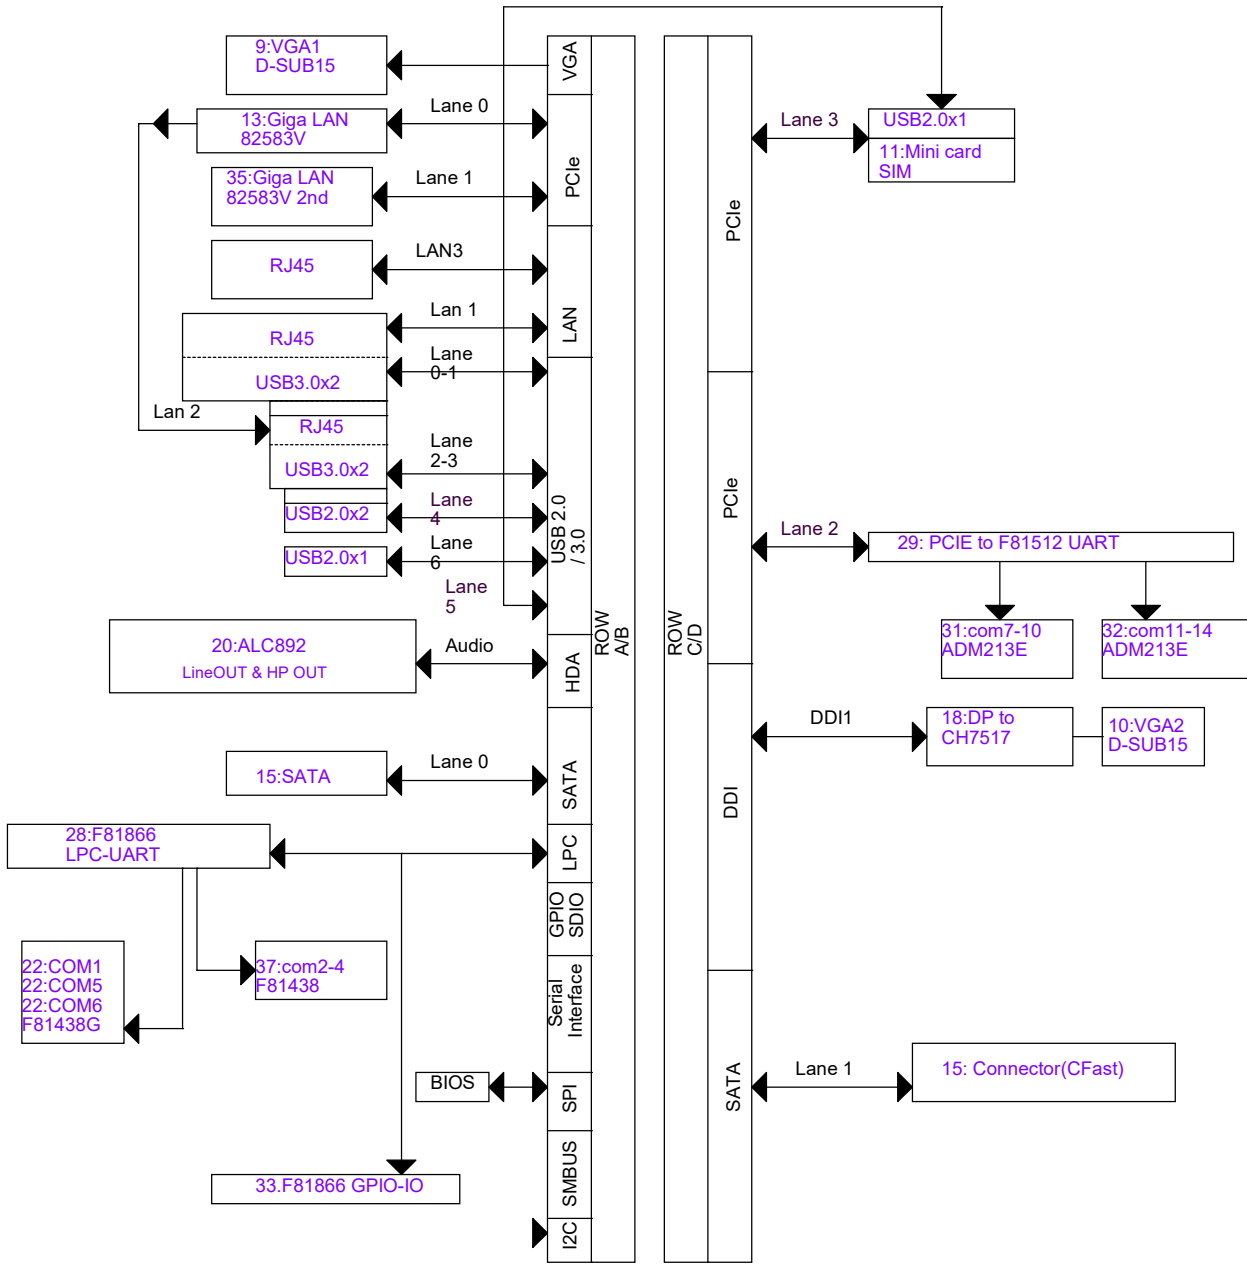 9:VGA1
D-SUB15
VGA
13:Giga LAN
82583V
Lane 0
35:Giga LAN
82583V 2nd
Lane 1
PCIe
RJ45
LAN3
LAN
RJ45
Lan 1
USB3.0x2
Lane
0-1
Lan 2
RJ45
USB3.0x2
Lane
2-3
USB2.0x2
Lane
4
USB2.0x1
Lane
6
Lane
5
USB 2.0
/ 3.0
ROW
A/B
20:ALC892
LineOUT & HP OUT
Audio
HDA
15:SATA
Lane 0
SATA
28:F81866
LPC-UART
LPC
GPIO
SDIO
22:COM1
22:COM5
22:COM6
F81438G
37:com2-4
F81438
Serial
Interface
BIOS
SPI
33.F81866 GPIO-IO
SMBUS
I2C
ROW
C/D
PCIe
Lane 3
USB2.0x1
11:Mini card
SIM
PCIe
Lane 2
29: PCIE to F81512 UART
31:com7-10
ADM213E
32:com11-14
ADM213E
DDI
DDI1
18:DP to
CH7517
10:VGA2
D-SUB15
SATA
Lane 1
15: Connector(CFast)